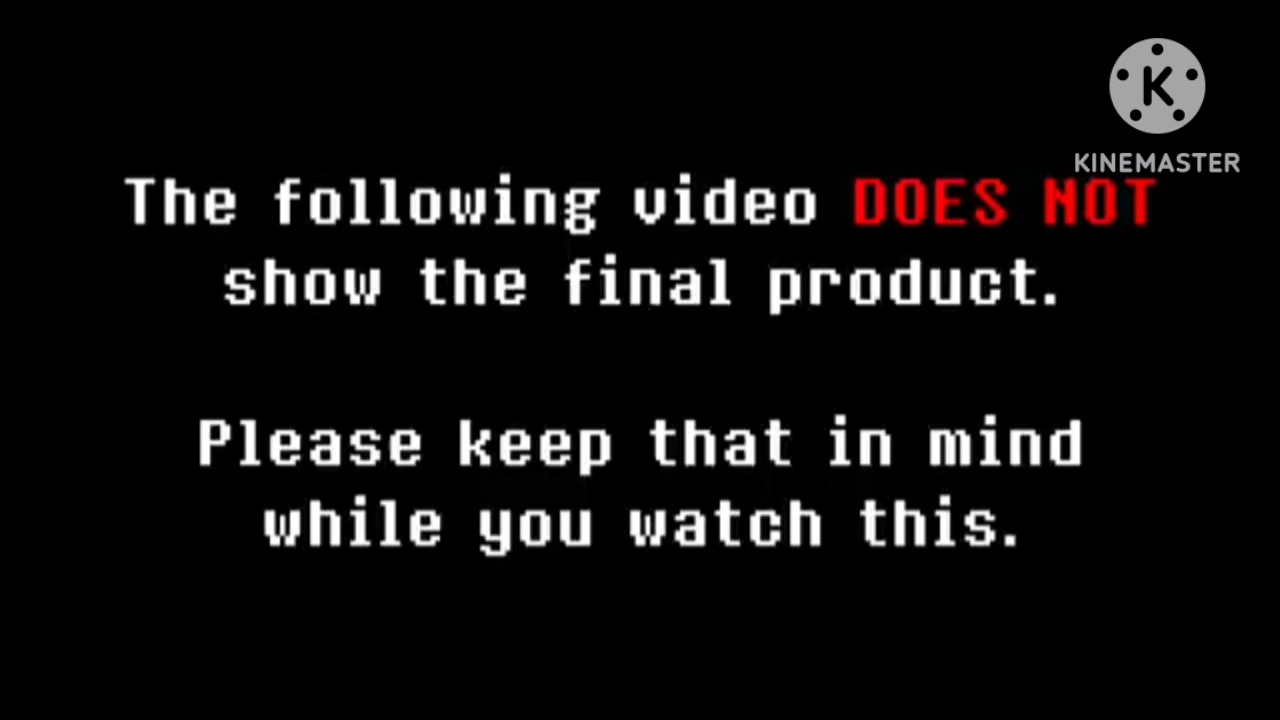 K
KINEMASTER
The following video DOES NOT
show the final product.
Please keep that in mind
while you watch this.